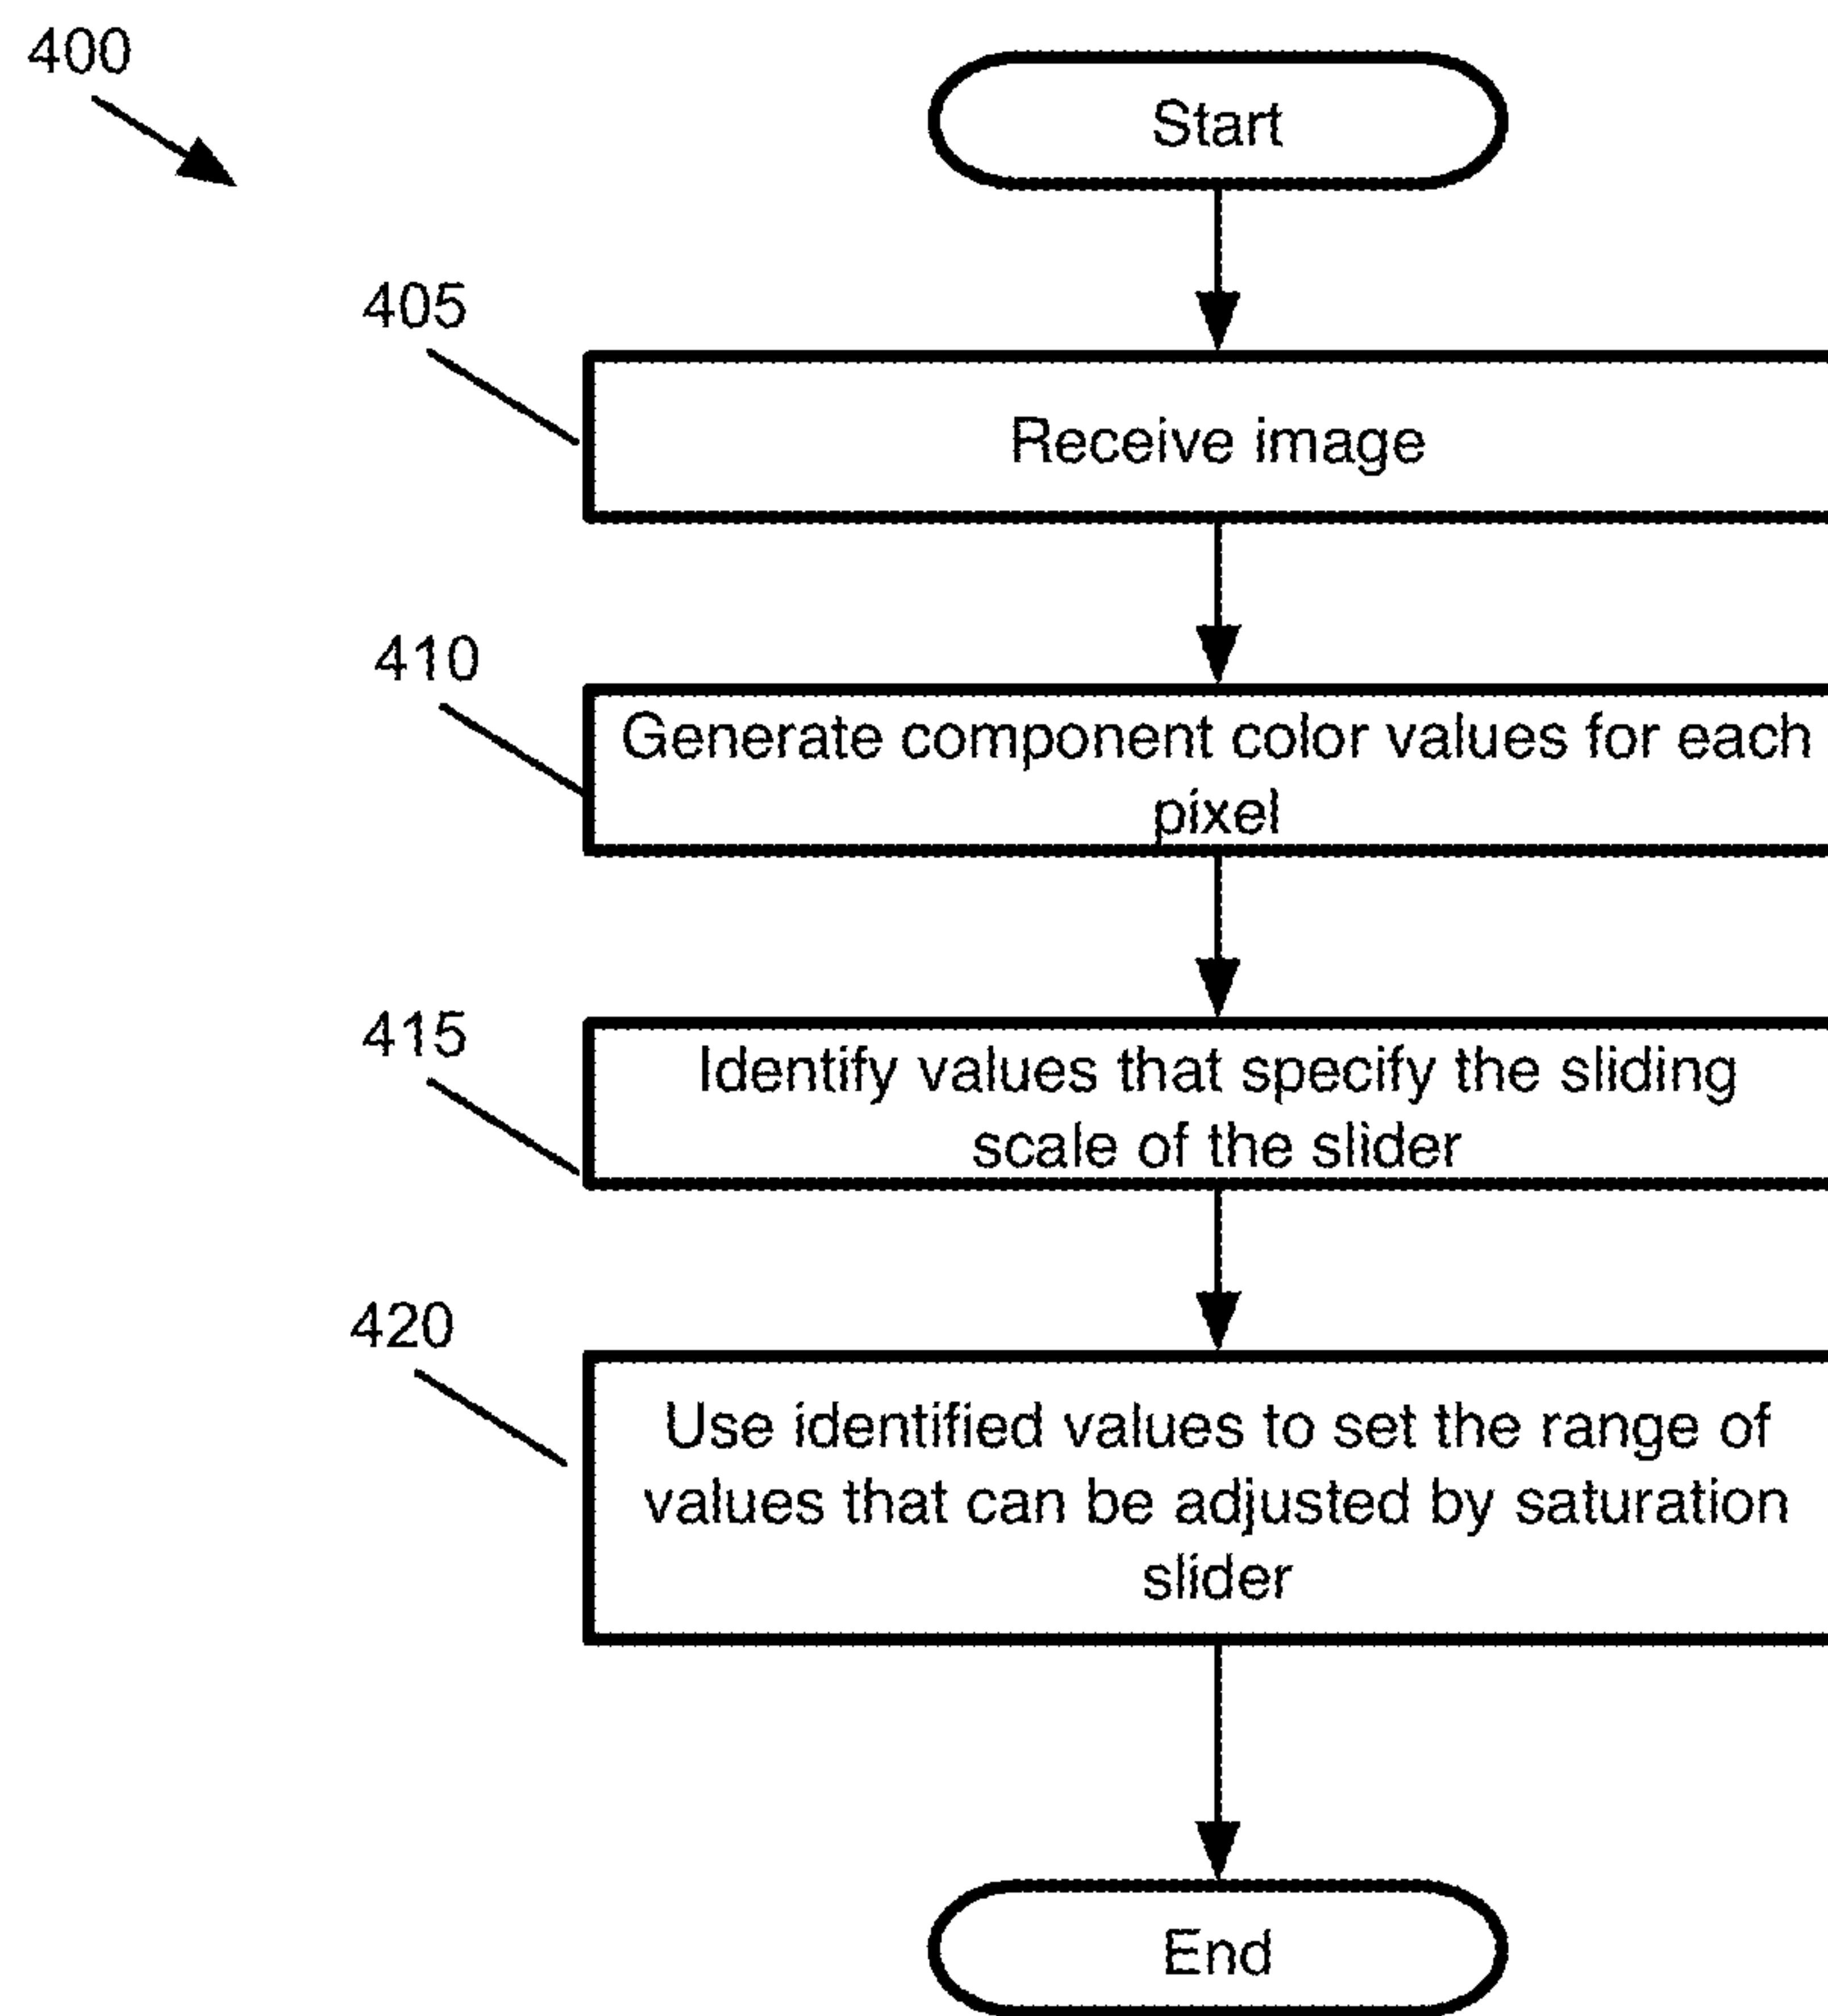 400
Start
405
Receive image
410
Generate component color values for each
pixel
415
Identify values that specify the sliding
scale of the slider
420
Use identified values to set the range of
values that can be adjusted by saturation
slider
End